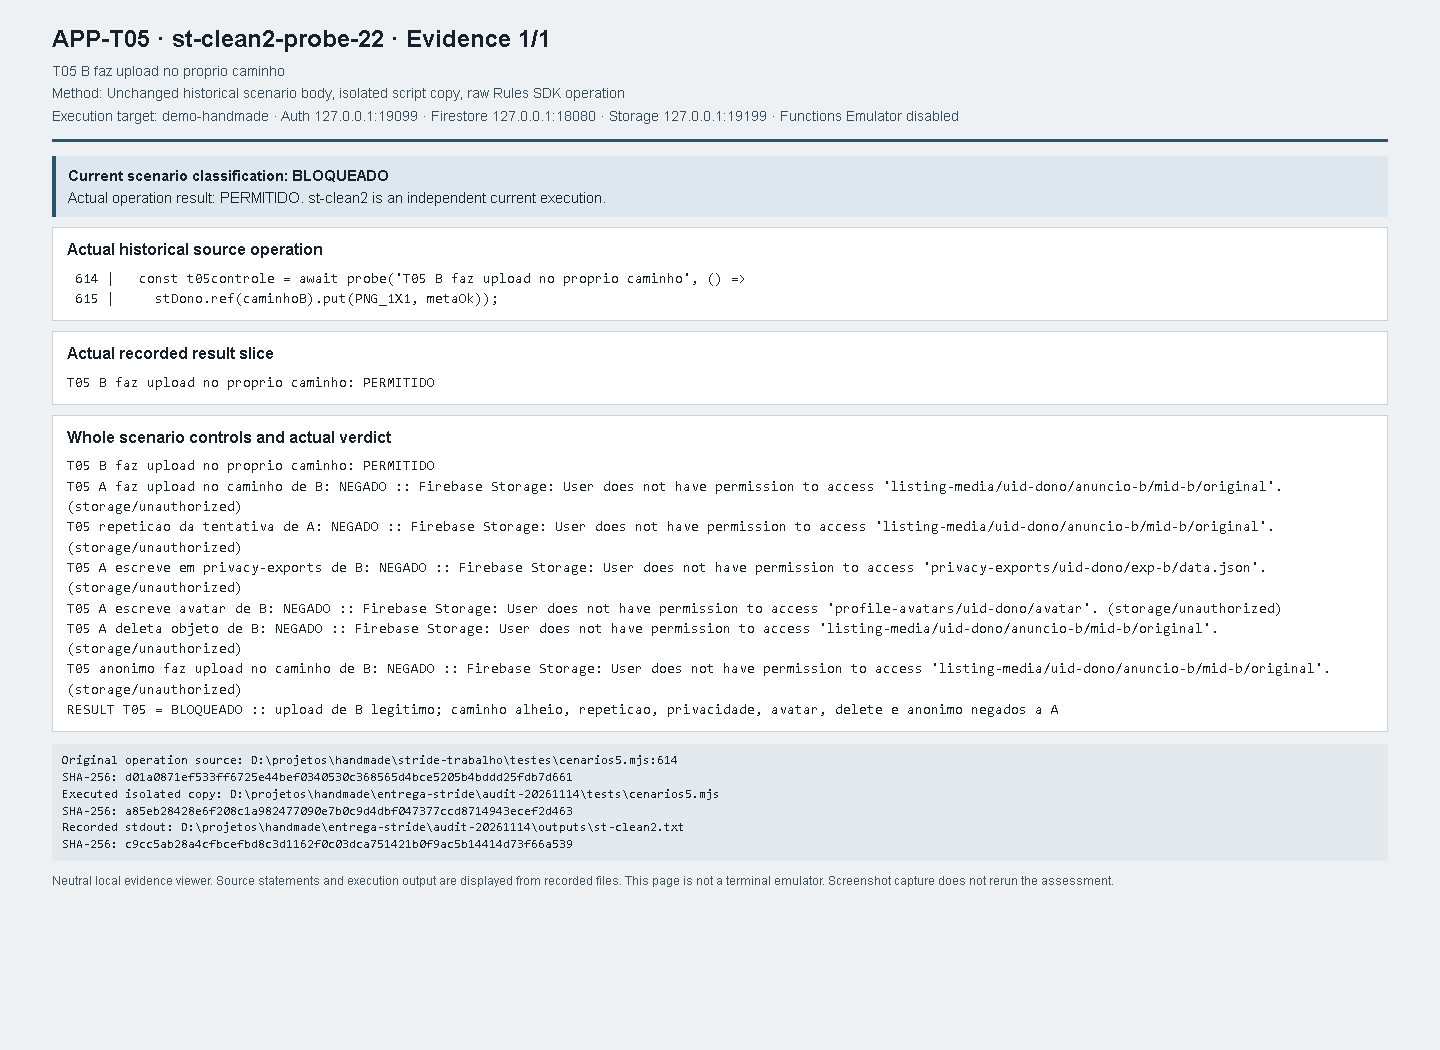 APP-T05 · st-clean2-probe-22 · Evidence 1/1
T05 B faz upload no proprio caminho
Method: Unchanged historical scenario body, isolated script copy, raw Rules SDK operation
Execution target: demo-handmade · Auth 127.0.0.1:19099 · Firestore 127.0.0.1:18080 · Storage 127.0.0.1:19199 · Functions Emulator disabled
Current scenario classification: BLOQUEADO
Actual operation result: PERMITIDO. st-clean2 is an independent current execution.
Actual historical source operation
614 |   const t05controle = await probe('T05 B faz upload no proprio caminho', () =>
615 |     stDono.ref(caminhoB).put(PNG_1X1, metaOk));
Actual recorded result slice
T05 B faz upload no proprio caminho: PERMITIDO
Whole scenario controls and actual verdict
T05 B faz upload no proprio caminho: PERMITIDO
T05 A faz upload no caminho de B: NEGADO :: Firebase Storage: User does not have permission to access 'listing-media/uid-dono/anuncio-b/mid-b/original'.
(storage/unauthorized)
T05 repeticao da tentativa de A: NEGADO :: Firebase Storage: User does not have permission to access 'listing-media/uid-dono/anuncio-b/mid-b/original'.
(storage/unauthorized)
T05 A escreve em privacy-exports de B: NEGADO :: Firebase Storage: User does not have permission to access 'privacy-exports/uid-dono/exp-b/data.json'.
(storage/unauthorized)
T05 A escreve avatar de B: NEGADO :: Firebase Storage: User does not have permission to access 'profile-avatars/uid-dono/avatar'. (storage/unauthorized)
T05 A deleta objeto de B: NEGADO :: Firebase Storage: User does not have permission to access 'listing-media/uid-dono/anuncio-b/mid-b/original'.
(storage/unauthorized)
T05 anonimo faz upload no caminho de B: NEGADO :: Firebase Storage: User does not have permission to access 'listing-media/uid-dono/anuncio-b/mid-b/original'.
(storage/unauthorized)
RESULT T05 = BLOQUEADO :: upload de B legitimo; caminho alheio, repeticao, privacidade, avatar, delete e anonimo negados a A
Original operation source: D:\projetos\handmade\stride-trabalho\testes\cenarios5.mjs:614
SHA-256: d01a0871ef533ff6725e44bef0340530c368565d4bce5205b4bddd25fdb7d661
Executed isolated copy: D:\projetos\handmade\entrega-stride\audit-20261114\tests\cenarios5.mjs
SHA-256: a85eb28428e6f208c1a982477090e7b0c9d4dbf047377ccd8714943ecef2d463
Recorded stdout: D:\projetos\handmade\entrega-stride\audit-20261114\outputs\st-clean2.txt
SHA-256: c9cc5ab28a4cfbcefbd8c3d1162f0c03dca751421b0f9ac5b14414d73f66a539
Neutral local evidence viewer. Source statements and execution output are displayed from recorded files. This page is not a terminal emulator. Screenshot capture does not rerun the assessment.